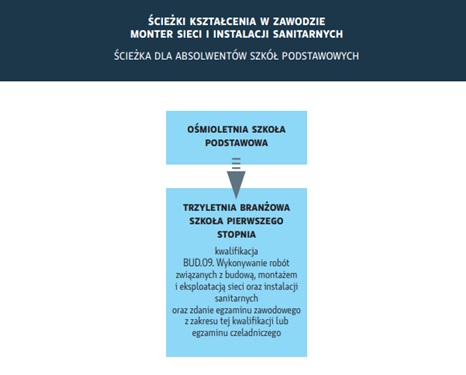 ŚCIEŻKI KSZTAŁCENIA W ZAWODZIE
MONTER SIECI I INSTALACJI SANITARNYCH
ŚCIEŻKA DLA ABSOLWENTÓW SZKÓŁ PODSTAWOWYCH
OŚMIOLETNIA SZKOŁA
PODSTAWOWA
TRZYLETNIA BRANŻOWA
SZKOŁA PIERWSZEGO
STOPNIA
kwalifikacja
BUD.09. Wykonywanie robót
związanych z budową, montażem
i eksploatacją sieci oraz instalacji
sanitarnych
oraz zdanie egzaminu zawodowego
z zakresu tej kwalifikacji lub
egzaminu czeladniczego